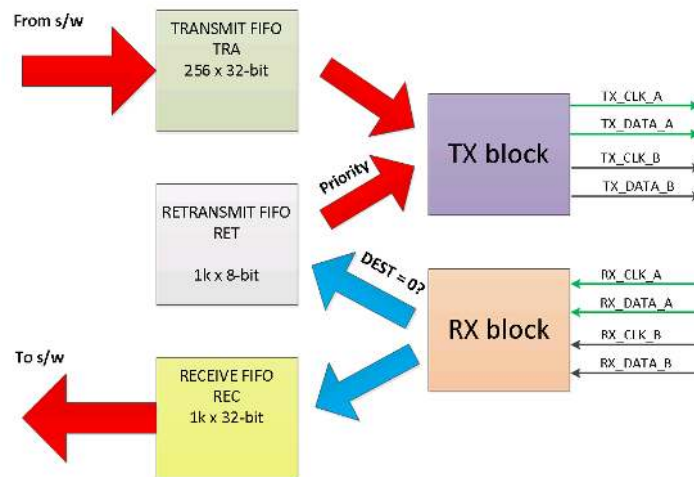 From s/w
TRANSMIT FIFO
TRA
256 x 32-bit
TX_CLK_A
TX_DATA_A
TX block
TX_CLK_B
TX_DATA_B
Priority
RETRANSMIT FIFO
RET
1k x 8-bit
DEST = 0?
RX_CLK_A
RX_DATA_A
RX block
RX_CLK_B
RX_DATA_B
To s/w
RECEIVE FIFO
REC
1k x 32-bit